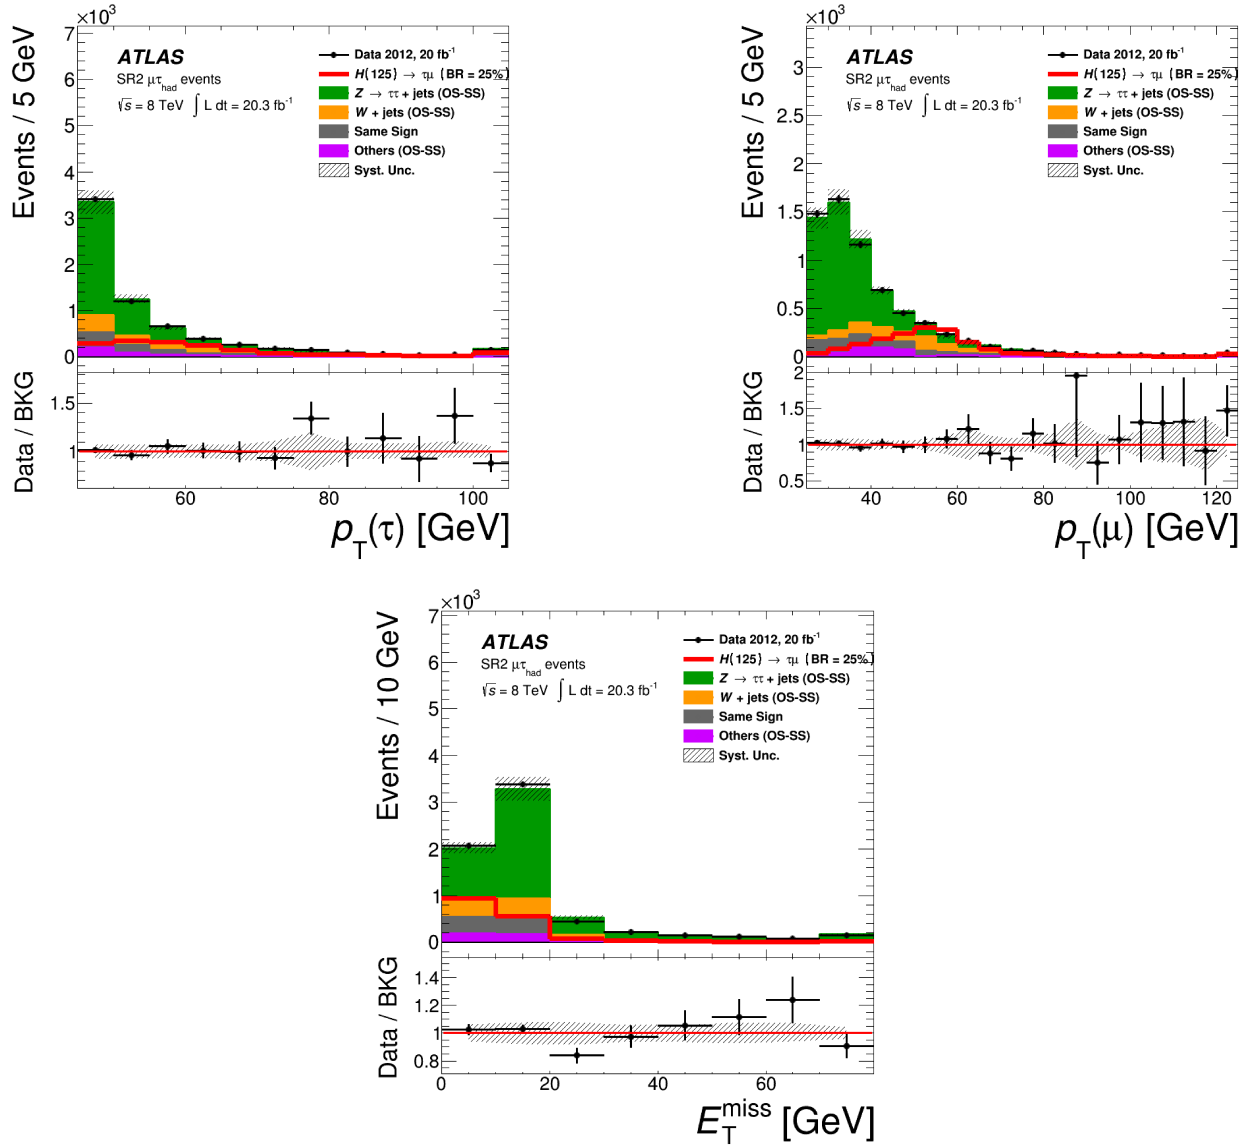 ×10³
Events / 5 GeV
7
6
5
4
3
2
1
0
ATLAS
SR2 μτhad events
√s = 8 TeV ∫ L dt = 20.3 fb⁻¹
Data 2012, 20 fb⁻¹
H(125) → τμ (BR = 25%)
Z → ττ + jets (OS-SS)
W + jets (OS-SS)
Same Sign
Others (OS-SS)
Syst. Unc.
Data / BKG
1.5
1
60
80
100
pT(τ) [GeV]
×10³
Events / 5 GeV
3
2.5
2
1.5
1
0.5
0
ATLAS
SR2 μτhad events
√s = 8 TeV ∫ L dt = 20.3 fb⁻¹
Data 2012, 20 fb⁻¹
H(125) → τμ (BR = 25%)
Z → ττ + jets (OS-SS)
W + jets (OS-SS)
Same Sign
Others (OS-SS)
Syst. Unc.
Data / BKG
2
1.5
1
0.5
40
60
80
100
120
pT(μ) [GeV]
×10³
Events / 10 GeV
7
6
5
4
3
2
1
0
ATLAS
SR2 μτhad events
√s = 8 TeV ∫ L dt = 20.3 fb⁻¹
Data 2012, 20 fb⁻¹
H(125) → τμ (BR = 25%)
Z → ττ + jets (OS-SS)
W + jets (OS-SS)
Same Sign
Others (OS-SS)
Syst. Unc.
Data / BKG
1.4
1.2
1
0.8
0
20
40
60
ETmiss [GeV]